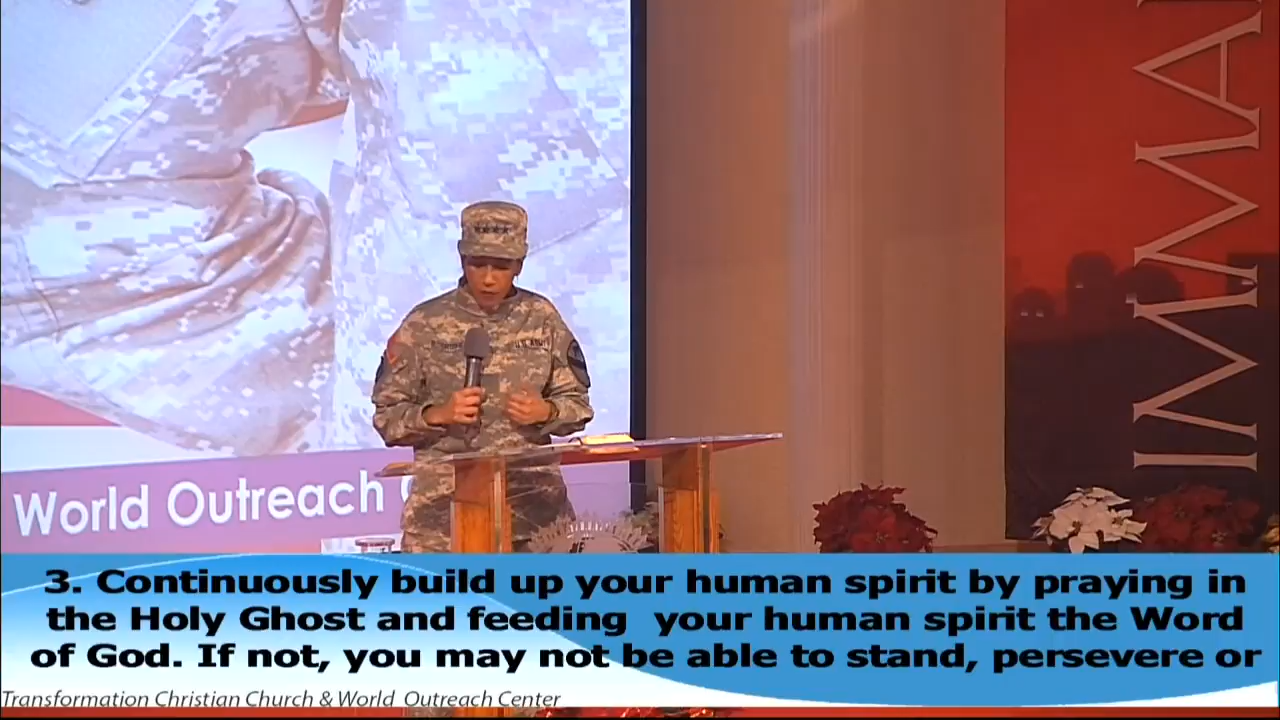 World Outreach
IMMA
U.S. ARMY
3. Continuously build up your human spirit by praying in
the Holy Ghost and feeding  your human spirit the Word
of God. If not, you may not be able to stand, persevere or
Transformation Christian Church & World  Outreach Center